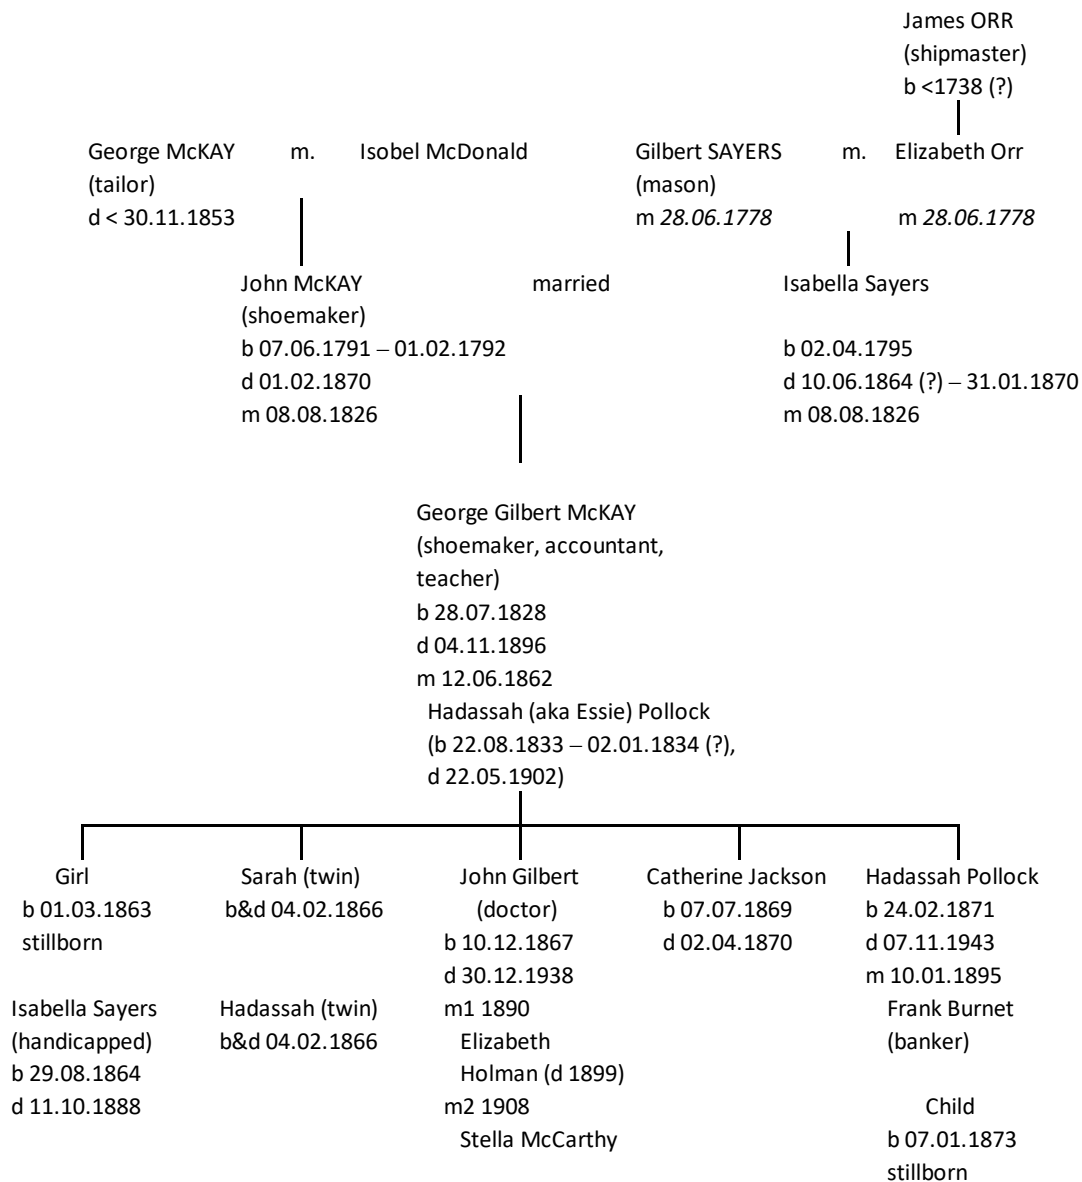 James ORR
(shipmaster)
b <1738 (?)
George McKAY m. Isobel McDonald Gilbert SAYERS m. Elizabeth Orr
(tailor) (mason)
d < 30.11.1853 m 28.06.1778 m 28.06.1778
John McKAY married Isabella Sayers
(shoemaker)
b 07.06.1791 – 01.02.1792 b 02.04.1795
d 01.02.1870 d 10.06.1864 (?) – 31.01.1870
m 08.08.1826 m 08.08.1826
George Gilbert McKAY
(shoemaker, accountant,
teacher)
b 28.07.1828
d 04.11.1896
m 12.06.1862
Hadassah (aka Essie) Pollock
(b 22.08.1833 – 02.01.1834 (?),
d 22.05.1902)
Girl
b 01.03.1863
stillborn
Isabella Sayers
(handicapped)
b 29.08.1864
d 11.10.1888
Sarah (twin)
b&d 04.02.1866
Hadassah (twin)
b&d 04.02.1866
John Gilbert
(doctor)
b 10.12.1867
d 30.12.1938
m1 1890
Elizabeth
Holman (d 1899)
m2 1908
Stella McCarthy
Catherine Jackson
b 07.07.1869
d 02.04.1870
Hadassah Pollock
b 24.02.1871
d 07.11.1943
m 10.01.1895
Frank Burnet
(banker)
Child
b 07.01.1873
stillborn